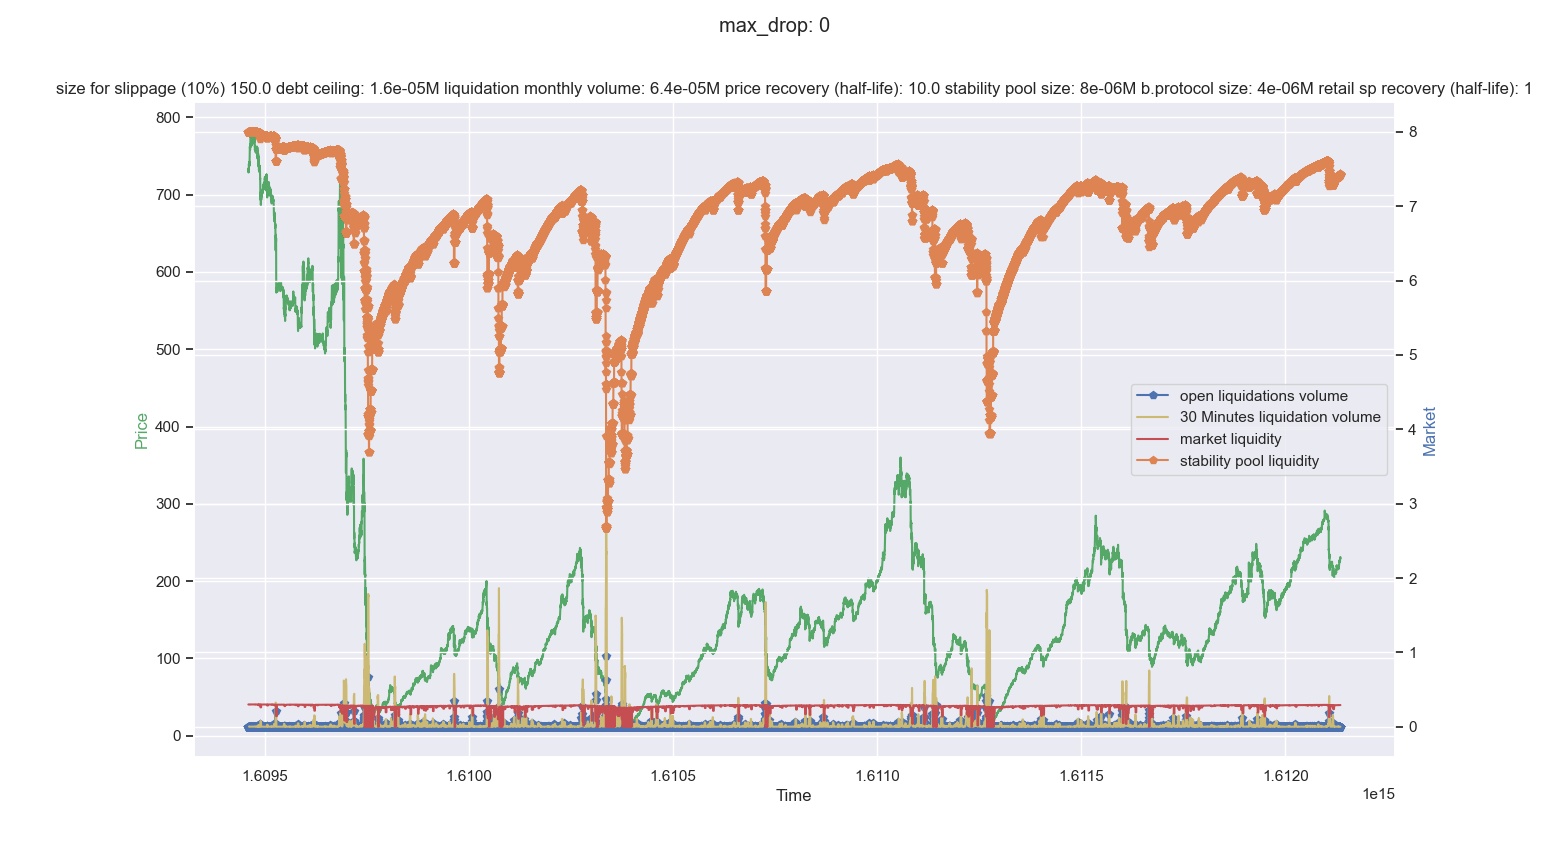 max_drop: 0
size for slippage (10%) 150.0 debt ceiling: 1.6e-05M liquidation monthly volume: 6.4e-05M price recovery (half-life): 10.0 stability pool size: 8e-06M b.protocol size: 4e-06M retail sp recovery (half-life): 1
800
700
600
500
400
300
200
100
0
Price
8
7
6
5
4
3
2
1
0
Market
open liquidations volume
30 Minutes liquidation volume
market liquidity
stability pool liquidity
1.6095 1.6100 1.6105 1.6110 1.6115 1.6120
Time
1e15